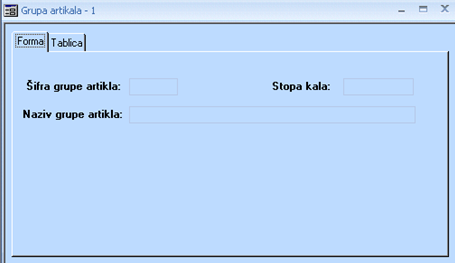 Grupa artikala - 1
Forma Tablica
Šifra grupe artikla: Stopa kala:
Naziv grupe artikla: